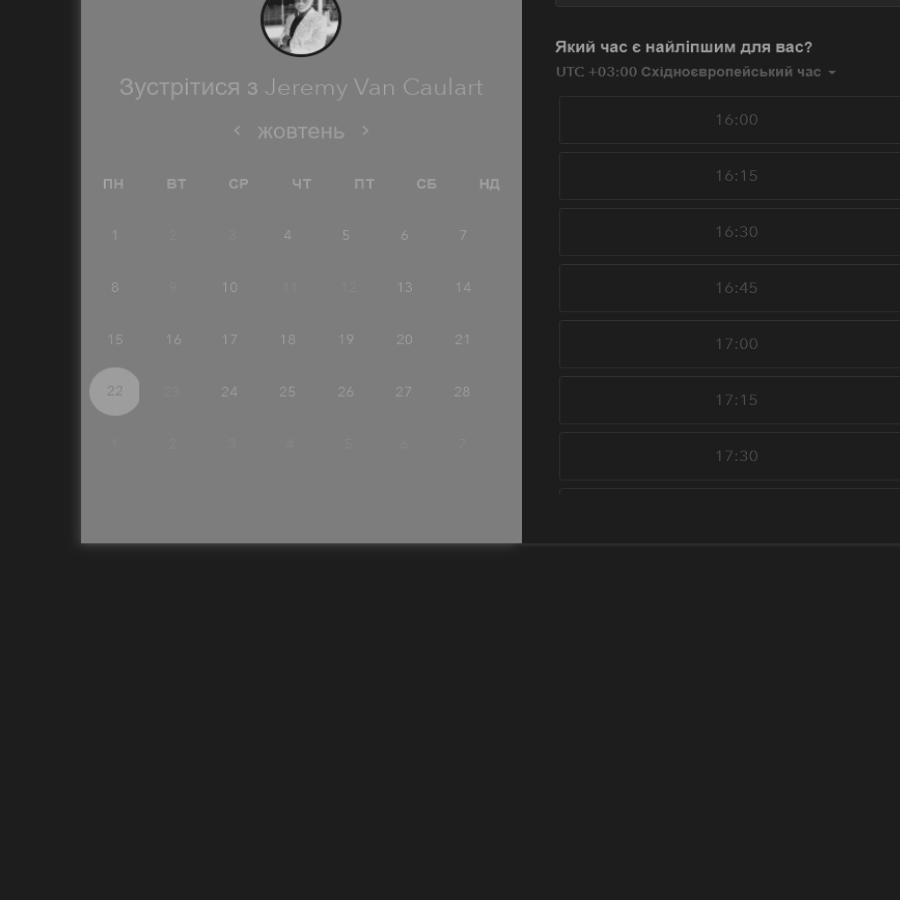 Зустрітися з Jeremy Van Caulart
жовтень
ПН ВТ СР ЧТ ПТ СБ НД
1 2 3 4 5 6 7
8 9 10 11 12 13 14
15 16 17 18 19 20 21
22 23 24 25 26 27 28
1 2 3 4 5 6 7
Який час є найліпшим для вас?
UTC +03:00 Східноєвропейський час
16:00
16:15
16:30
16:45
17:00
17:15
17:30